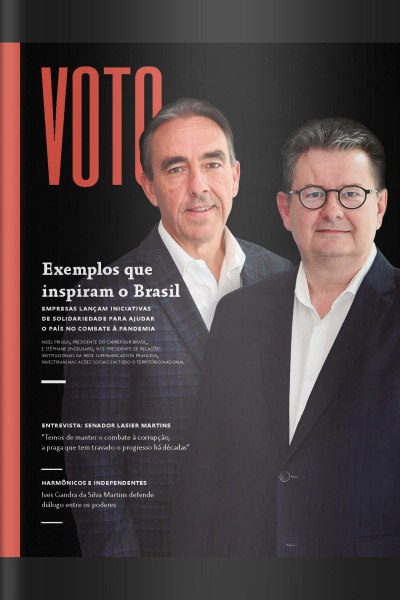 VOTO
Exemplos que
inspiram o Brasil
EMPRESAS LANÇAM INICIATIVAS
DE SOLIDARIEDADE PARA AJUDAR
O PAÍS NO COMBATE À PANDEMIA
NOËL PRIOUX, PRESIDENTE DO CARREFOUR BRASIL,
E STÉPHANE ENGELHARD, VICE-PRESIDENTE DE RELAÇÕES
INSTITUCIONAIS DA REDE SUPERMERCADISTA FRANCESA,
INVESTIRAM NAS AÇÕES SOCIAIS EM TODO O TERRITÓRIO NACIONAL
ENTREVISTA: SENADOR LASIER MARTINS
“Temos de manter o combate à corrupção,
a praga que tem travado o progresso há décadas”
HARMÔNICOS E INDEPENDENTES
Ives Gandra da Silva Martins defende
diálogo entre os poderes